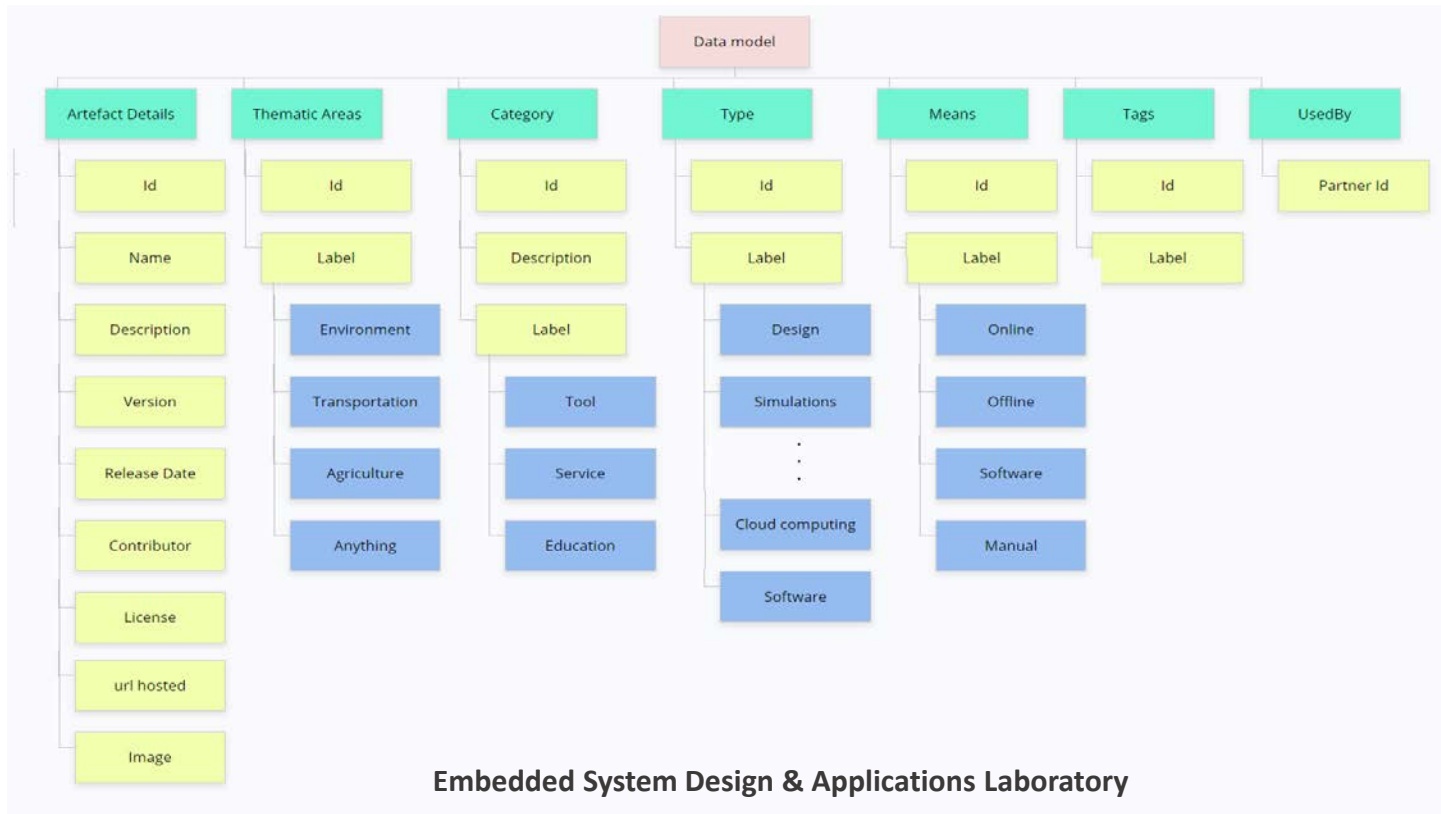 Data model
Artefact Details
Thematic Areas
Category
Type
Means
Tags
UsedBy
Id
Id
Id
Id
Id
Id
Partner Id
Name
Label
Description
Label
Label
Label
Description
Environment
Label
Design
Online
Version
Transportation
Tool
Simulations
Offline
Release Date
Agriculture
Service
Software
Contributor
Anything
Education
Cloud computing
Manual
License
Software
url hosted
Image
Embedded System Design & Applications Laboratory